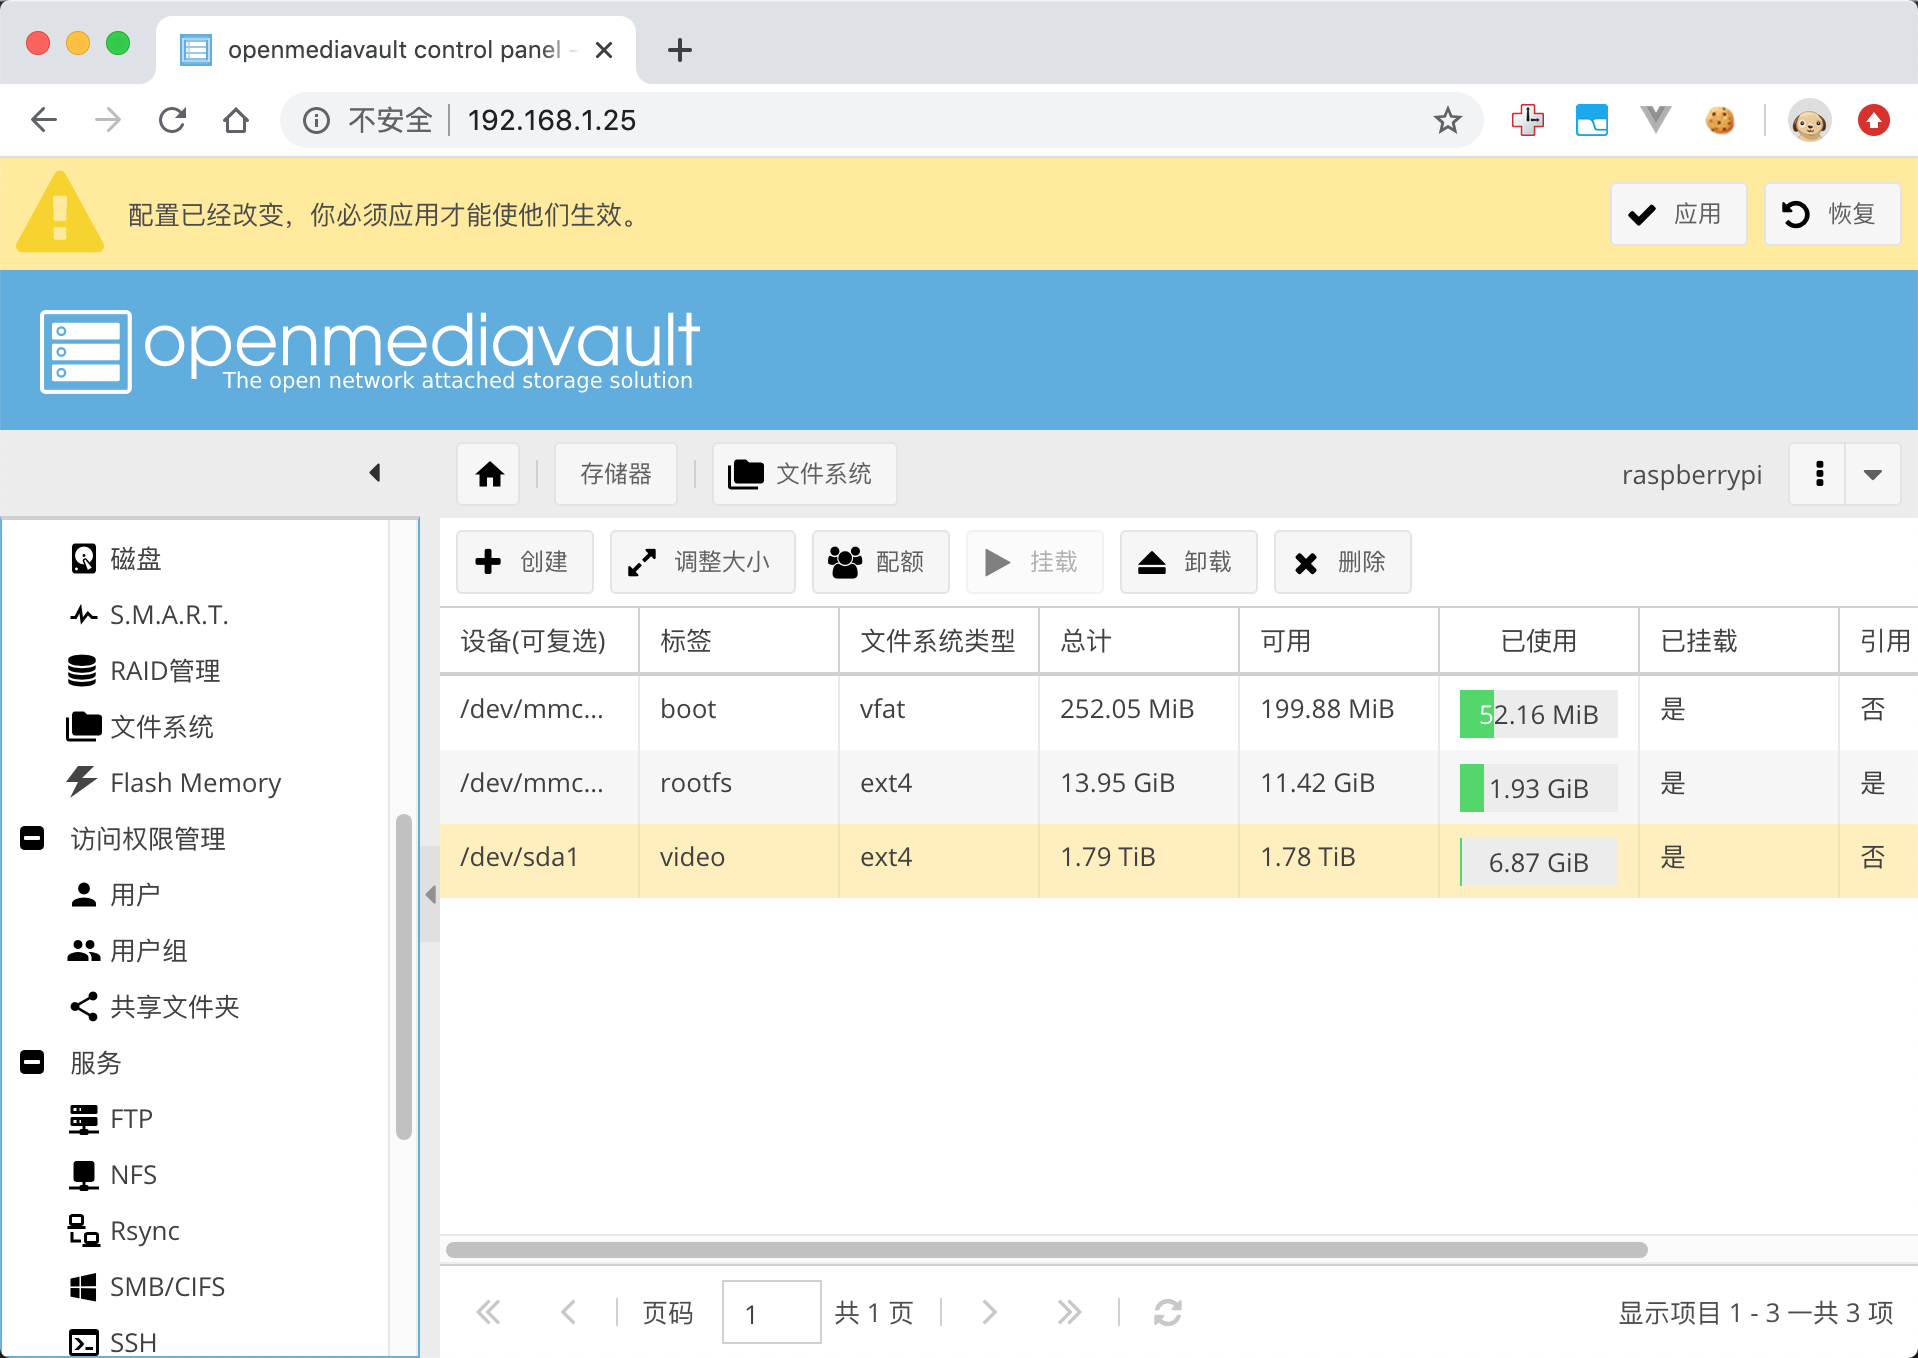 openmediavault control panel -
不安全 192.168.1.25
配置已经改变，你必须应用才能使他们生效。 应用 恢复
openmediavault
The open network attached storage solution
存储器 文件系统 raspberrypi
磁盘
S.M.A.R.T.
RAID管理
文件系统
Flash Memory
访问权限管理
用户
用户组
共享文件夹
服务
FTP
NFS
Rsync
SMB/CIFS
SSH
创建 调整大小 配额 挂载 卸载 删除
设备(可复选) 标签 文件系统类型 总计 可用 已使用 已挂载 引用
/dev/mmc... boot vfat 252.05 MiB 199.88 MiB 52.16 MiB 是 否
/dev/mmc... rootfs ext4 13.95 GiB 11.42 GiB 1.93 GiB 是 是
/dev/sda1 video ext4 1.79 TiB 1.78 TiB 6.87 GiB 是 否
页码 1 共 1 页 显示项目 1 - 3 一共 3 项